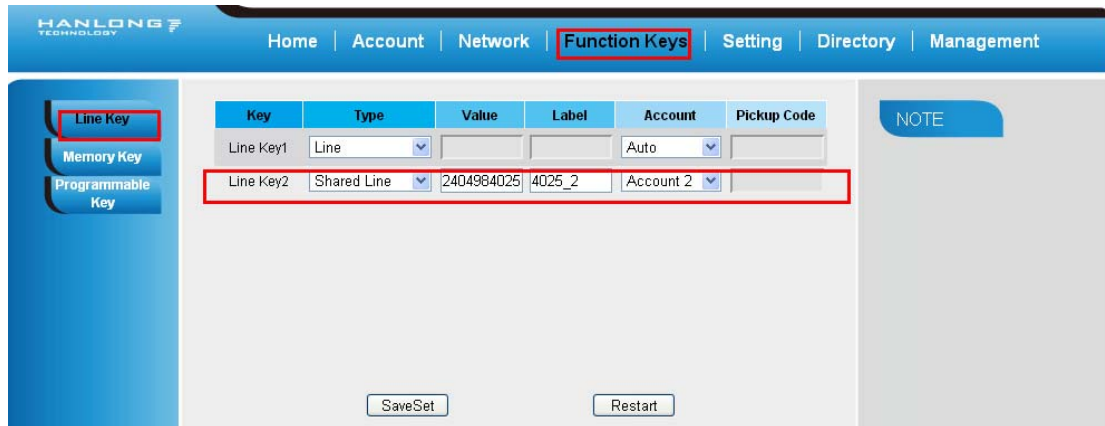 HANLONG
TECHNOLOGY
Home | Account | Network | Function Keys | Setting | Directory | Management
Line Key
Memory Key
Programmable
Key
Key Type Value Label Account Pickup Code
Line Key1 Line Auto
Line Key2 Shared Line 2404984025 4025_2 Account 2
NOTE
SaveSet Restart